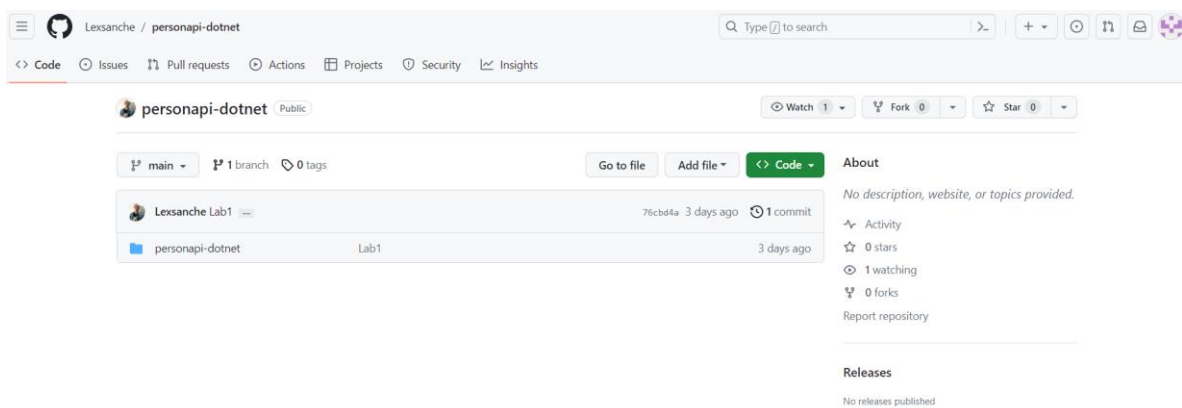 Lexsanche / personapi-dotnet
Type / to search
Code Issues Pull requests Actions Projects Security Insights
personapi-dotnet Public
Watch 1 Fork 0 Star 0
main 1 branch 0 tags Go to file Add file <> Code
About
No description, website, or topics provided.
Lexsanche Lab1 ... 76cbd4a 3 days ago 1 commit
personapi-dotnet Lab1 3 days ago
Activity
0 stars
1 watching
0 forks
Report repository
Releases
No releases published